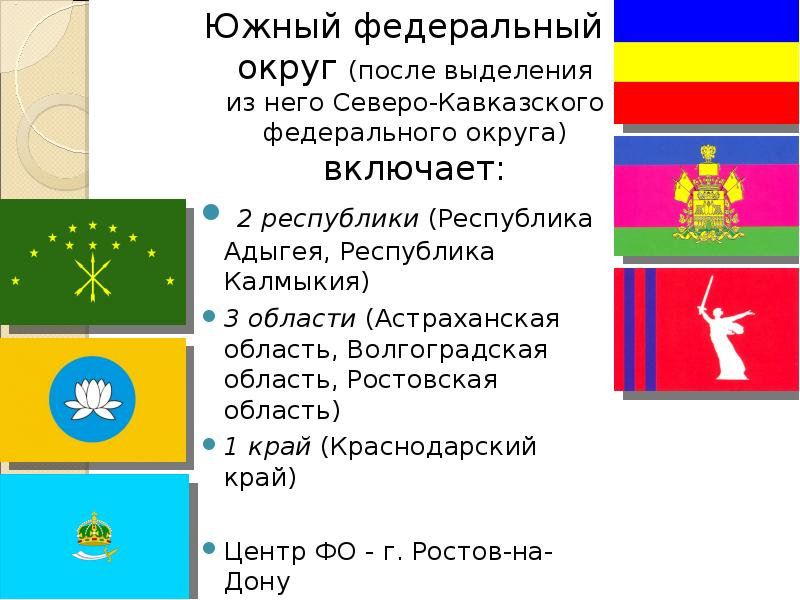 Южный федеральный
округ (после выделения
из него Северо-Кавказского
федерального округа)
включает:
2 республики (Республика
Адыгея, Республика
Калмыкия)
3 области (Астраханская
область, Волгоградская
область, Ростовская
область)
1 край (Краснодарский
край)
Центр ФО - г. Ростов-на-
Дону